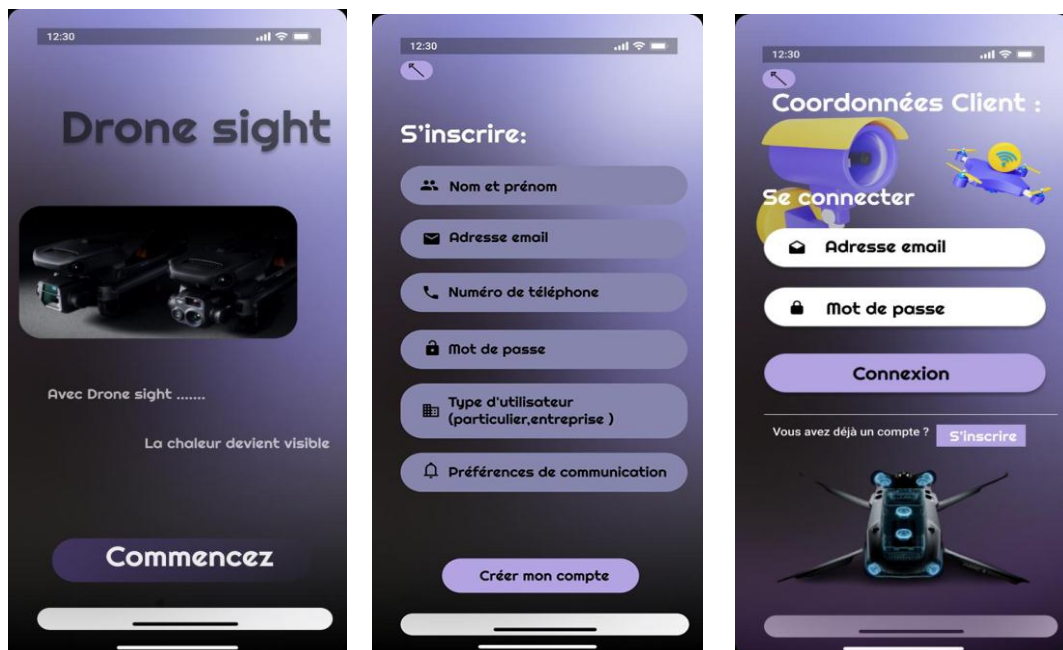 12:30
Drone sight
Avec Drone sight .......
La chaleur devient visible
Commencez
12:30
S'inscrire:
Nom et prénom
Adresse email
Numéro de téléphone
Mot de passe
Type d'utilisateur
(particulier,entreprise )
Préférences de communication
Créer mon compte
12:30
Coordonnées Client :
Se connecter
Adresse email
Mot de passe
Connexion
Vous avez déjà un compte ? S'inscrire